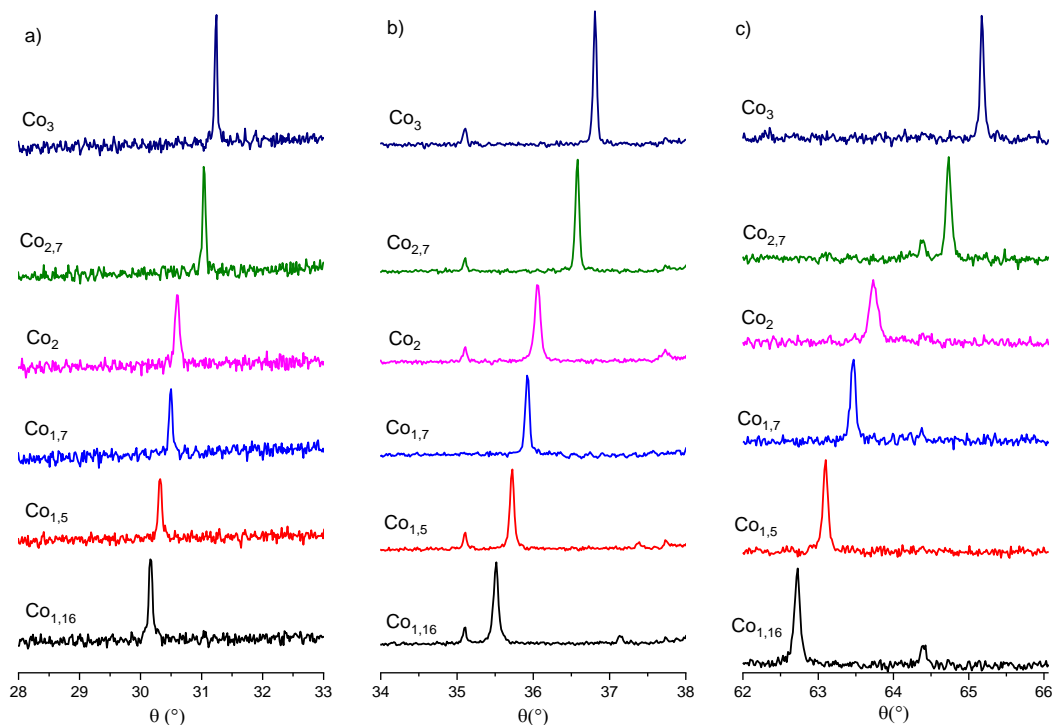 a)
Co3
Co2,7
Co2
Co1,7
Co1,5
Co1,16
28 29 30 31 32 33
θ (°)
b)
Co3
Co2,7
Co2
Co1,7
Co1,5
Co1,16
34 35 36 37 38
θ(°)
c)
Co3
Co2,7
Co2
Co1,7
Co1,5
Co1,16
62 63 64 65 66
θ(°)